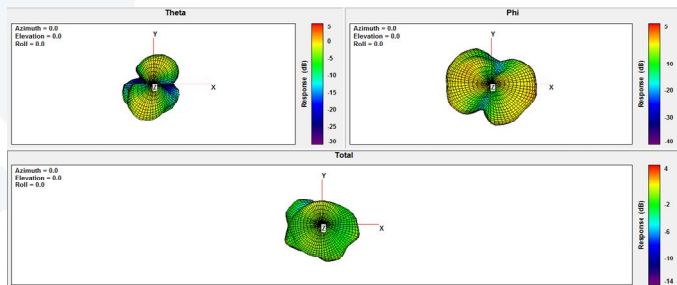 Theta
Azimuth = 0.0
Elevation = 0.0
Roll = 0.0
Y
X
Z
5
0
-5
-10
-15
-20
-25
-30
Response (dB)
Phi
Azimuth = 0.0
Elevation = 0.0
Roll = 0.0
Y
X
Z
5
-10
-20
-30
-40
Response (dB)
Total
Azimuth = 0.0
Elevation = 0.0
Roll = 0.0
Y
X
Z
4
-2
-6
-10
-14
Response (dB)